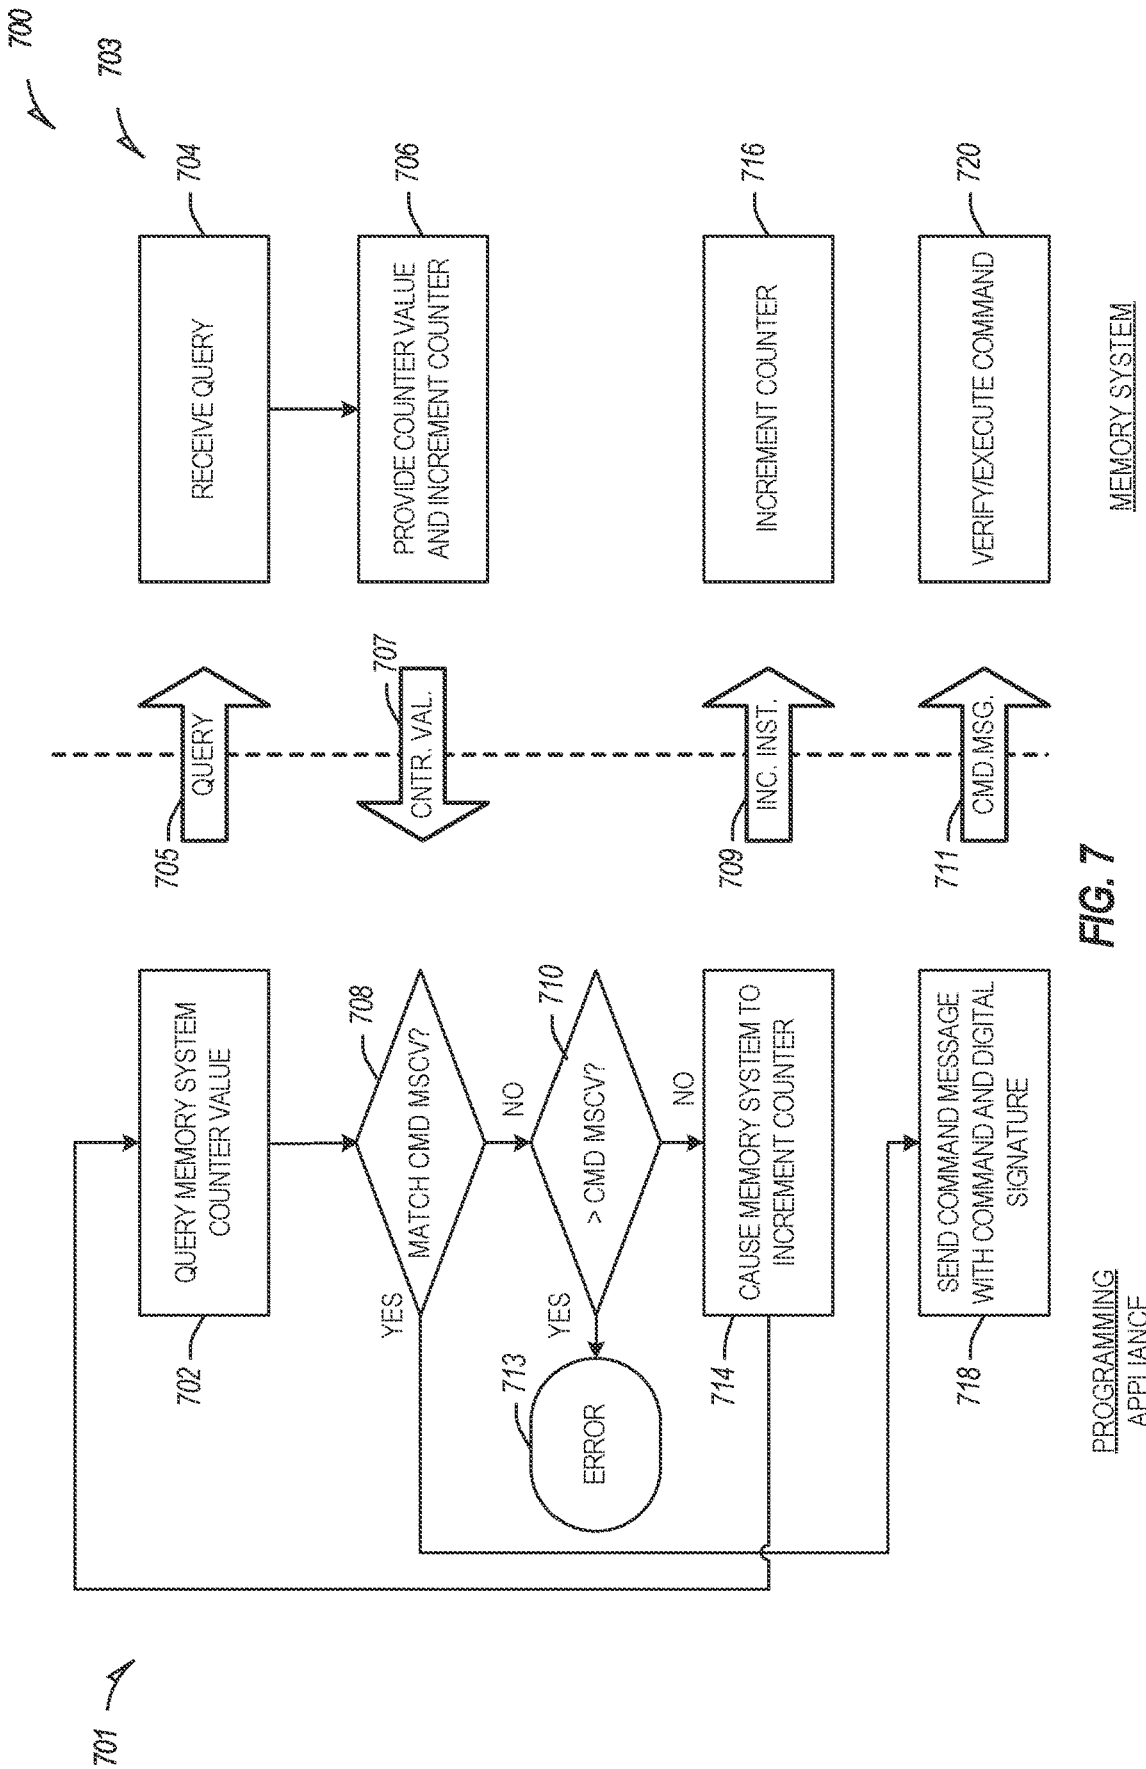 700
701
703
702
QUERY MEMORY SYSTEM
COUNTER VALUE
705
QUERY
704
RECEIVE QUERY
708
MATCH CMD MSCV?
YES
NO
707
CNTR. VAL.
706
PROVIDE COUNTER VALUE
AND INCREMENT COUNTER
710
> CMD MSCV?
YES
NO
713
ERROR
714
CAUSE MEMORY SYSTEM TO
INCREMENT COUNTER
709
INC. INST.
716
INCREMENT COUNTER
718
SEND COMMAND MESSAGE
WITH COMMAND AND DIGITAL
SIGNATURE
711
CMD.MSG.
720
VERIFY/EXECUTE COMMAND
PROGRAMMING
APPLIANCE
MEMORY SYSTEM
FIG. 7